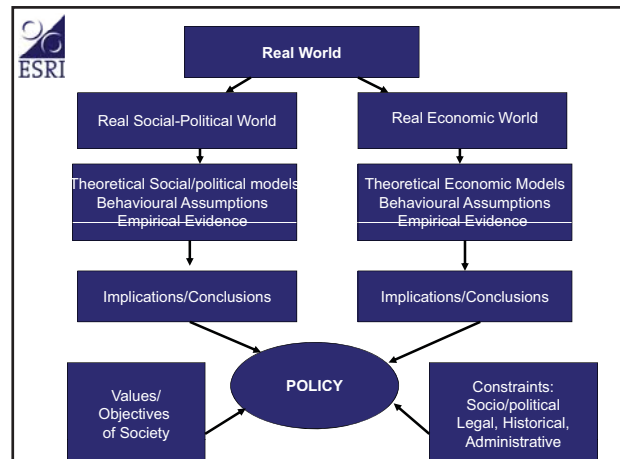 ESRI
Real World
Real Social-Political World
Real Economic World
Theoretical Social/political models
Behavioural Assumptions
Empirical Evidence
Theoretical Economic Models
Behavioural Assumptions
Empirical Evidence
Implications/Conclusions
Implications/Conclusions
POLICY
Values/
Objectives
of Society
Constraints:
Socio/political
Legal, Historical,
Administrative